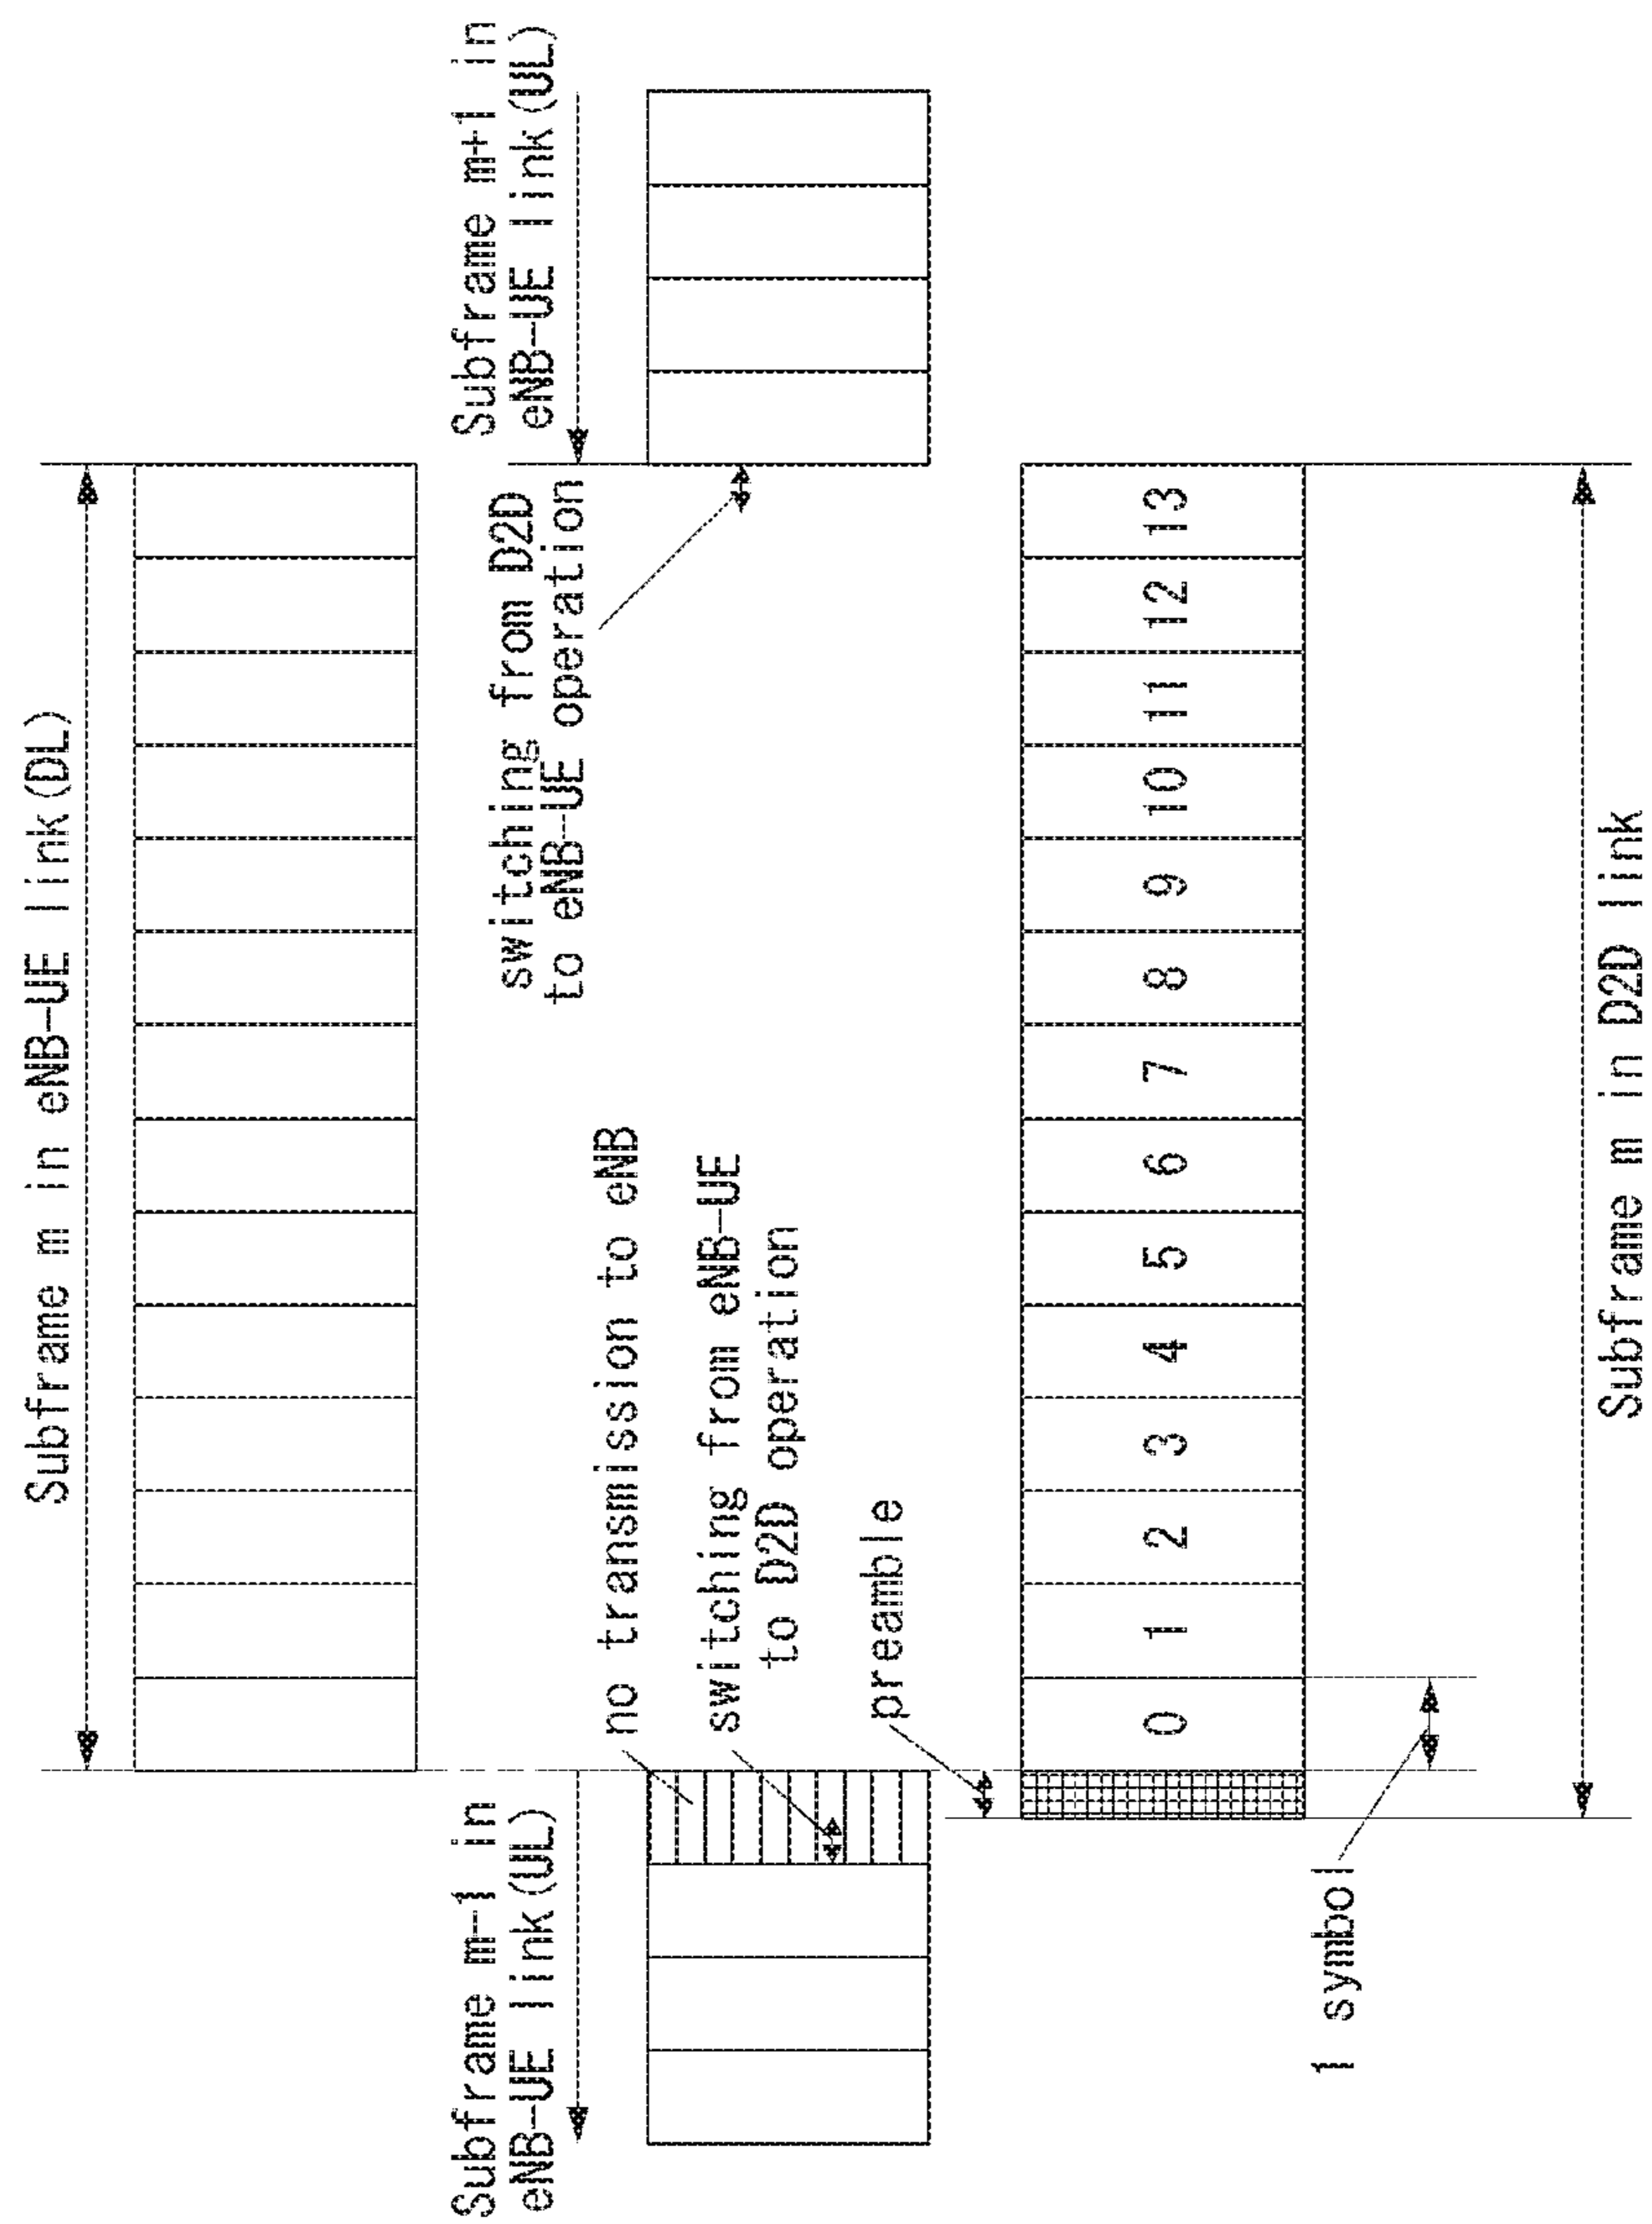 Subframe m in eNB-UE link(DL)
Subframe m-1 in
eNB-UE link(UL)
Subframe m+1 in
eNB-UE link(UL)
switching from D2D
to eNB-UE operation
no transmission to eNB
switching from eNB-UE
to D2D operation
preamble
0 1 2 3 4 5 6 7 8 9 10 11 12 13
1 symbol
Subframe m in D2D link